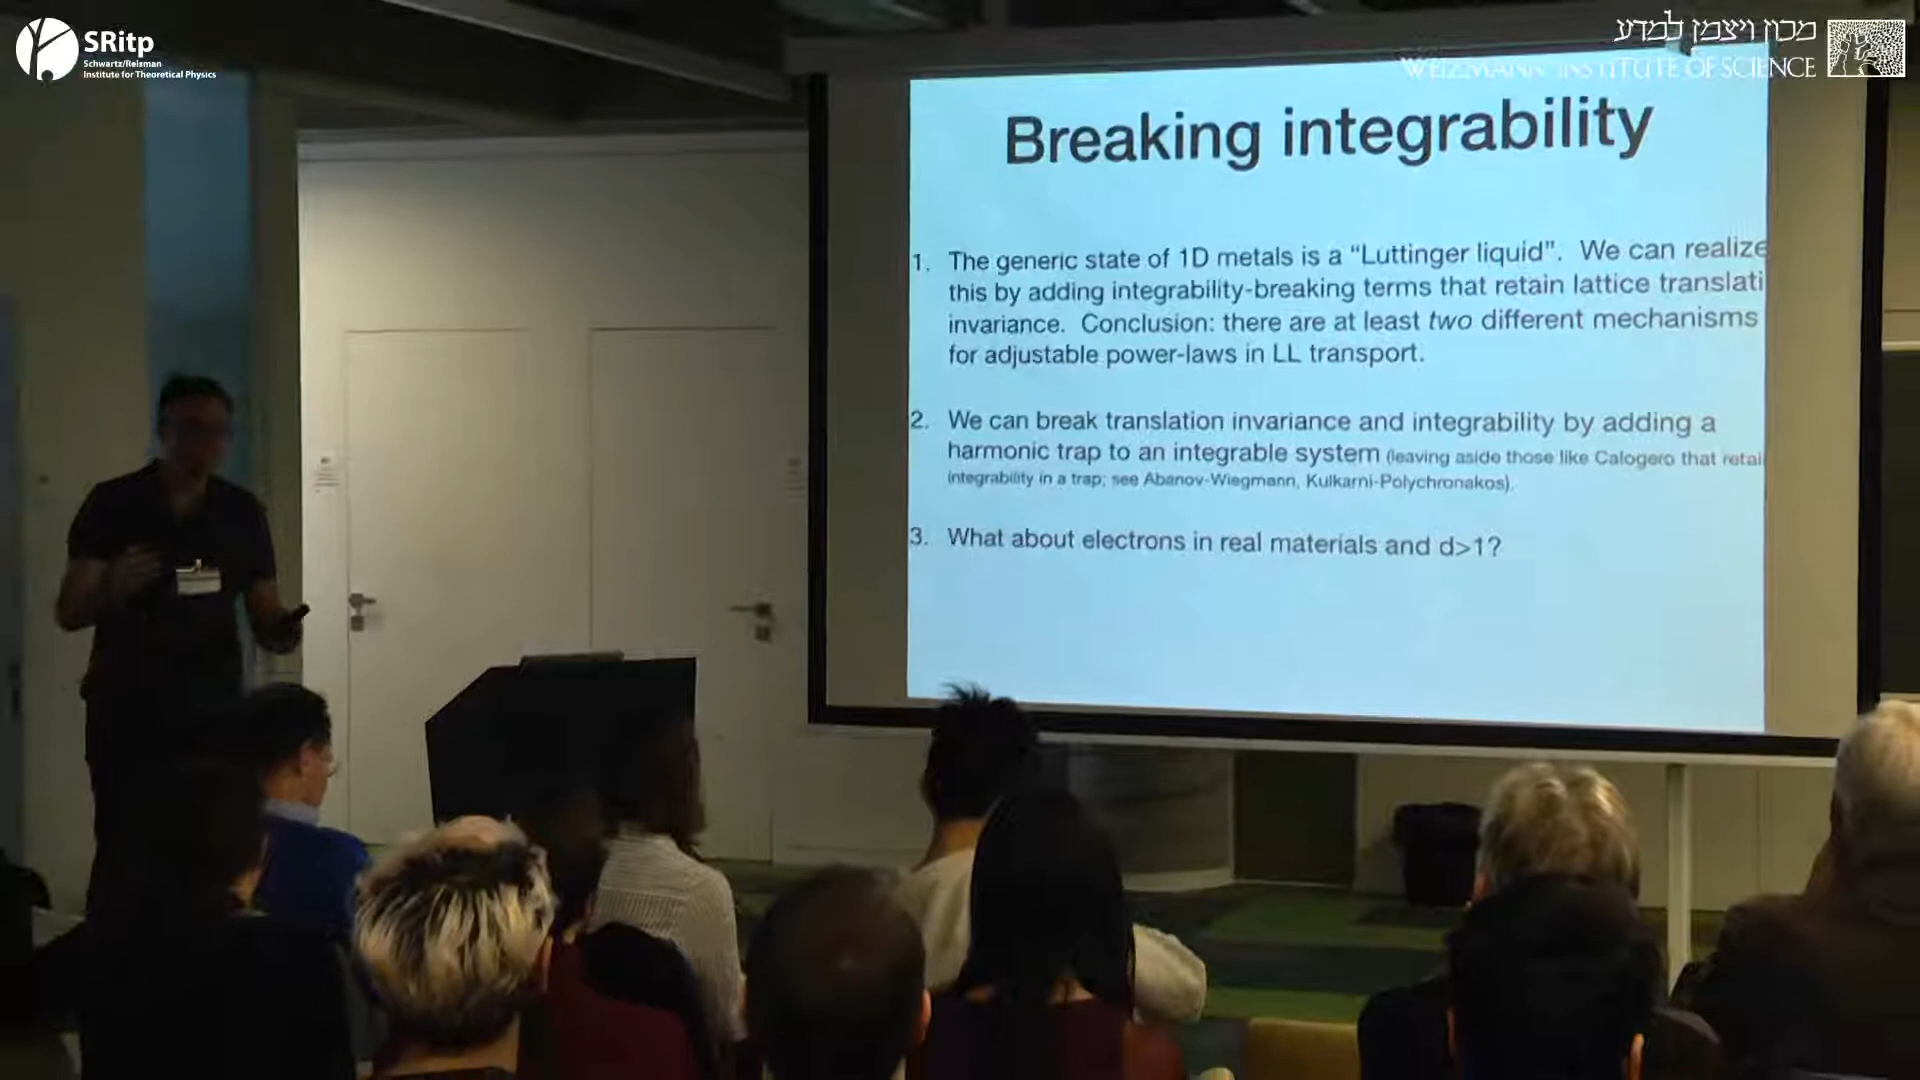 SRitp
Schwartz/Reisman
Institute for Theoretical Physics
מכון ויצמן למדע
WEIZMANN INSTITUTE OF SCIENCE
Breaking integrability
1. The generic state of 1D metals is a “Luttinger liquid”. We can realize
this by adding integrability-breaking terms that retain lattice translati
invariance. Conclusion: there are at least two different mechanisms
for adjustable power-laws in LL transport.
2. We can break translation invariance and integrability by adding a
harmonic trap to an integrable system (leaving aside those like Calogero that retai
integrability in a trap; see Abanov-Wiegmann, Kulkarni-Polychronakos).
3. What about electrons in real materials and d>1?